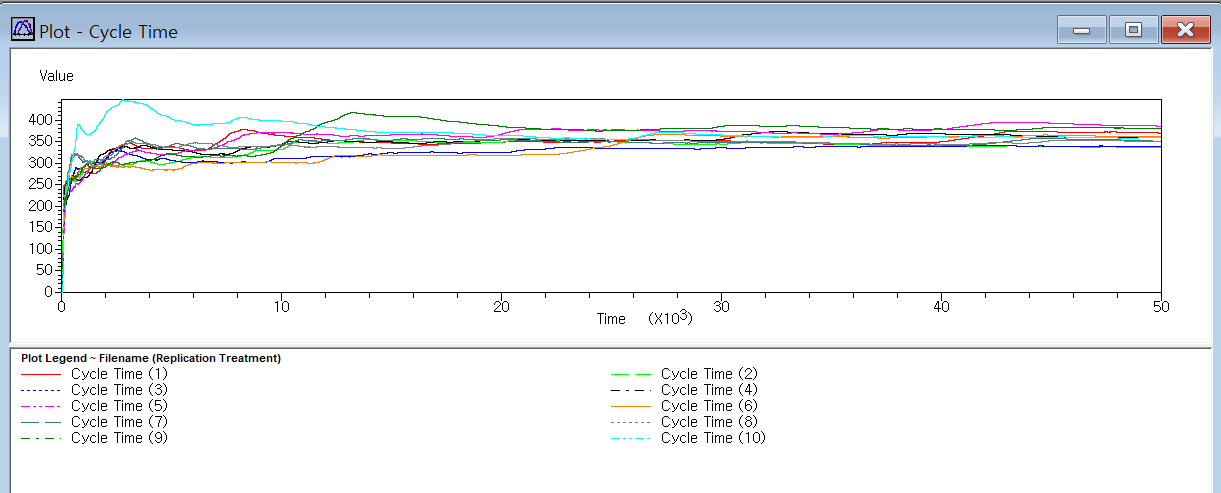 Plot - Cycle Time
Value
400
350
300
250
200
150
100
50
0
0 10 20 30 40 50
Time (X10³)
Plot Legend ~ Filename (Replication Treatment)
Cycle Time (1) Cycle Time (2)
Cycle Time (3) Cycle Time (4)
Cycle Time (5) Cycle Time (6)
Cycle Time (7) Cycle Time (8)
Cycle Time (9) Cycle Time (10)